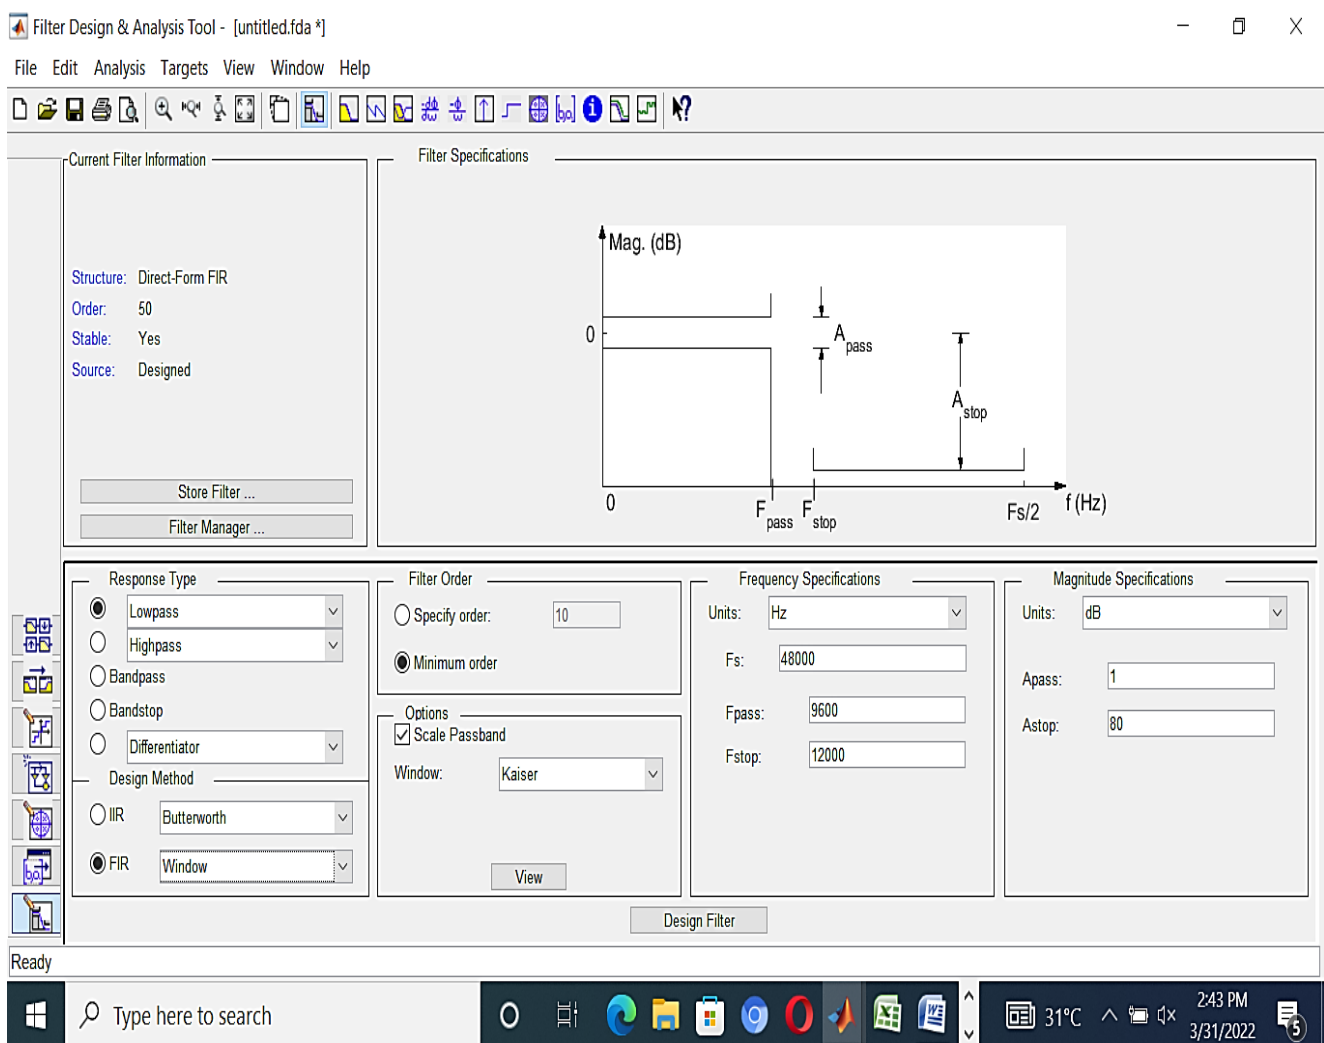 Filter Design & Analysis Tool - [untitled.fda *]
File Edit Analysis Targets View Window Help
Current Filter Information
Structure: Direct-Form FIR
Order: 50
Stable: Yes
Source: Designed
Store Filter ...
Filter Manager ...
Filter Specifications
Mag. (dB)
0
A pass
A stop
0
F pass F stop
Fs/2
f (Hz)
Response Type
Lowpass
Highpass
Bandpass
Bandstop
Differentiator
Design Method
IIR Butterworth
FIR Window
Filter Order
Specify order: 10
Minimum order
Options
Scale Passband
Window: Kaiser
View
Frequency Specifications
Units: Hz
Fs: 48000
Fpass: 9600
Fstop: 12000
Magnitude Specifications
Units: dB
Apass: 1
Astop: 80
Design Filter
Ready
Type here to search
31°C
2:43 PM
3/31/2022
5